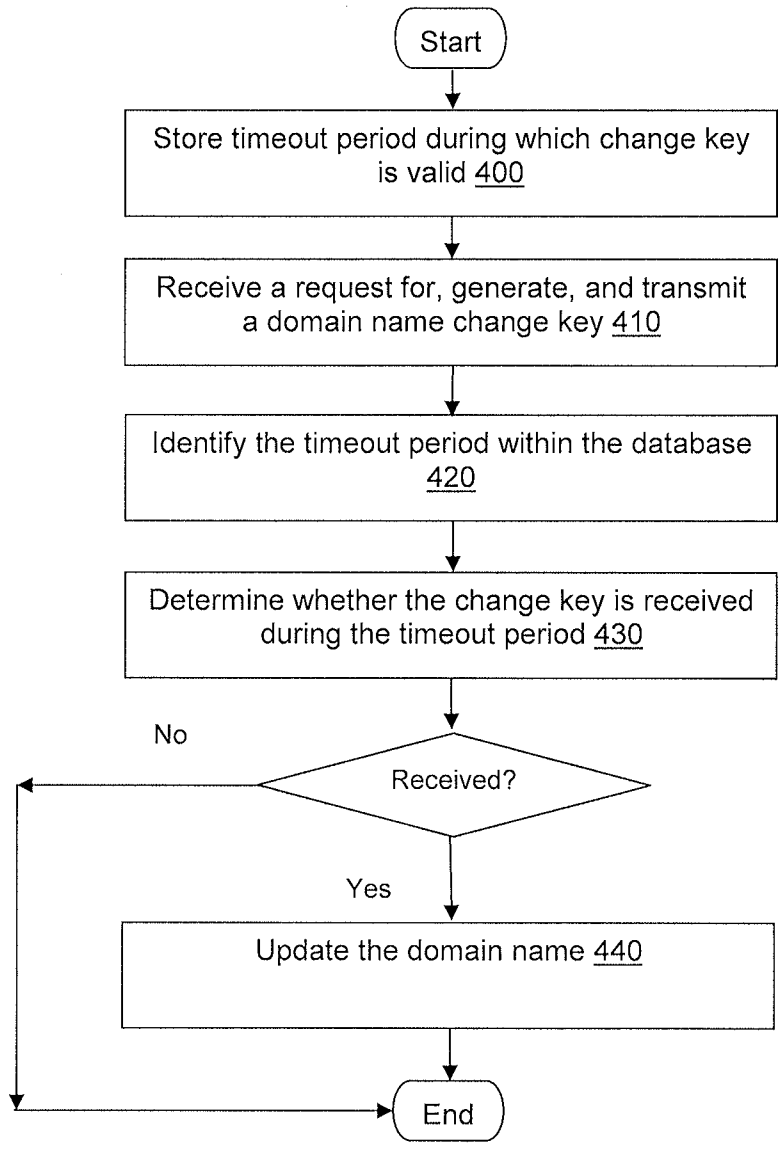 Start
Store timeout period during which change key
is valid 400
Receive a request for, generate, and transmit
a domain name change key 410
Identify the timeout period within the database
420
Determine whether the change key is received
during the timeout period 430
No
Received?
Yes
Update the domain name 440
End